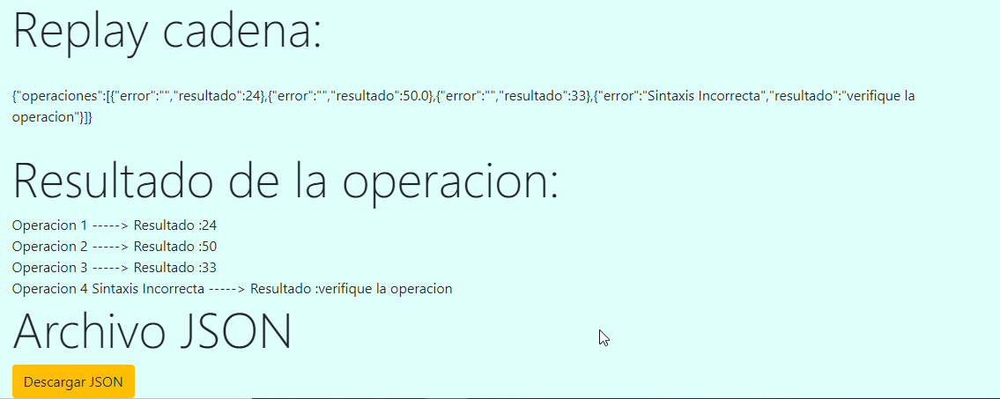 Replay cadena:
{"operaciones":[{"error":"","resultado":24},{"error":"","resultado":50.0},{"error":"","resultado":33},{"error":"Sintaxis Incorrecta","resultado":"verifique la
operacion"}]}
Resultado de la operacion:
Operacion 1 -----> Resultado :24
Operacion 2 -----> Resultado :50
Operacion 3 -----> Resultado :33
Operacion 4 Sintaxis Incorrecta -----> Resultado :verifique la operacion
Archivo JSON
Descargar JSON